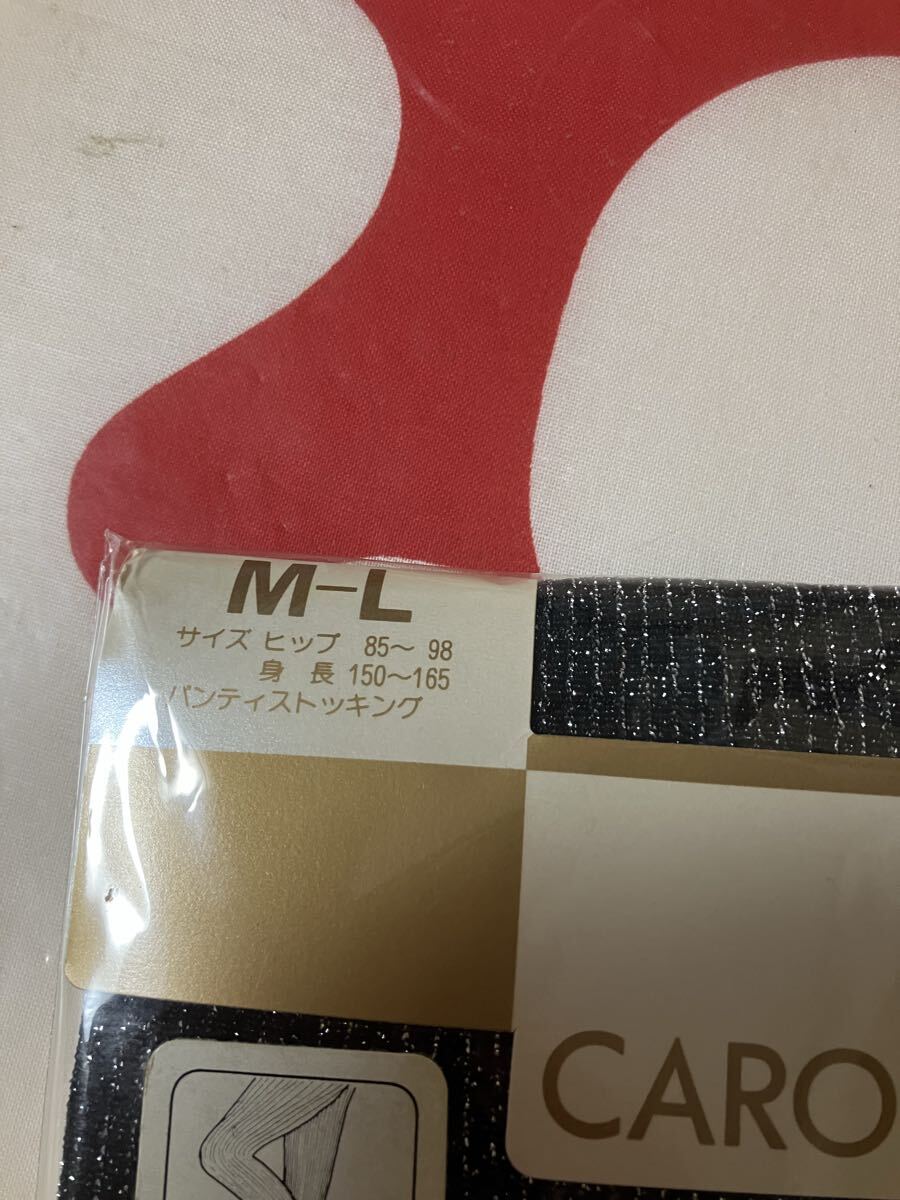 M-L
サイズ ヒップ 85〜98
身長 150〜165
パンティストッキング
CARO